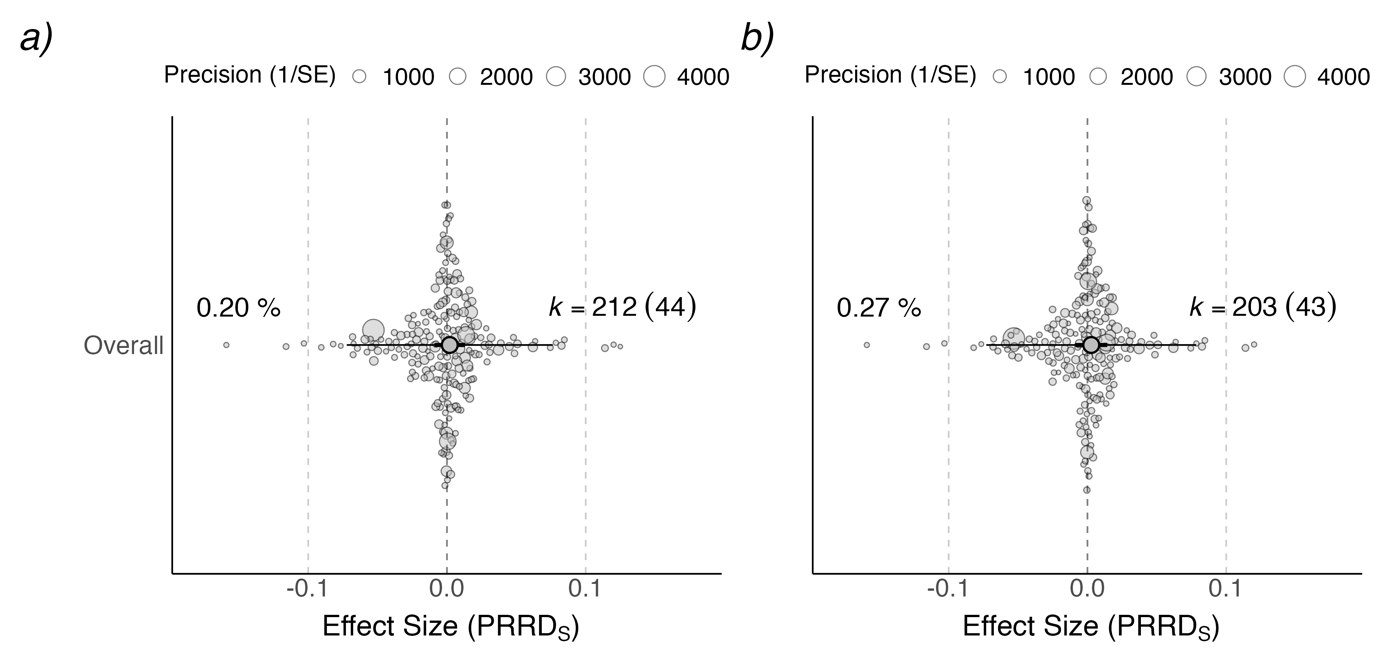 a)
Precision (1/SE) 1000 2000 3000 4000
0.20 %
k = 212 (44)
Overall
-0.1 0.0 0.1
Effect Size (PRRDS)
b)
Precision (1/SE) 1000 2000 3000 4000
0.27 %
k = 203 (43)
-0.1 0.0 0.1
Effect Size (PRRDS)